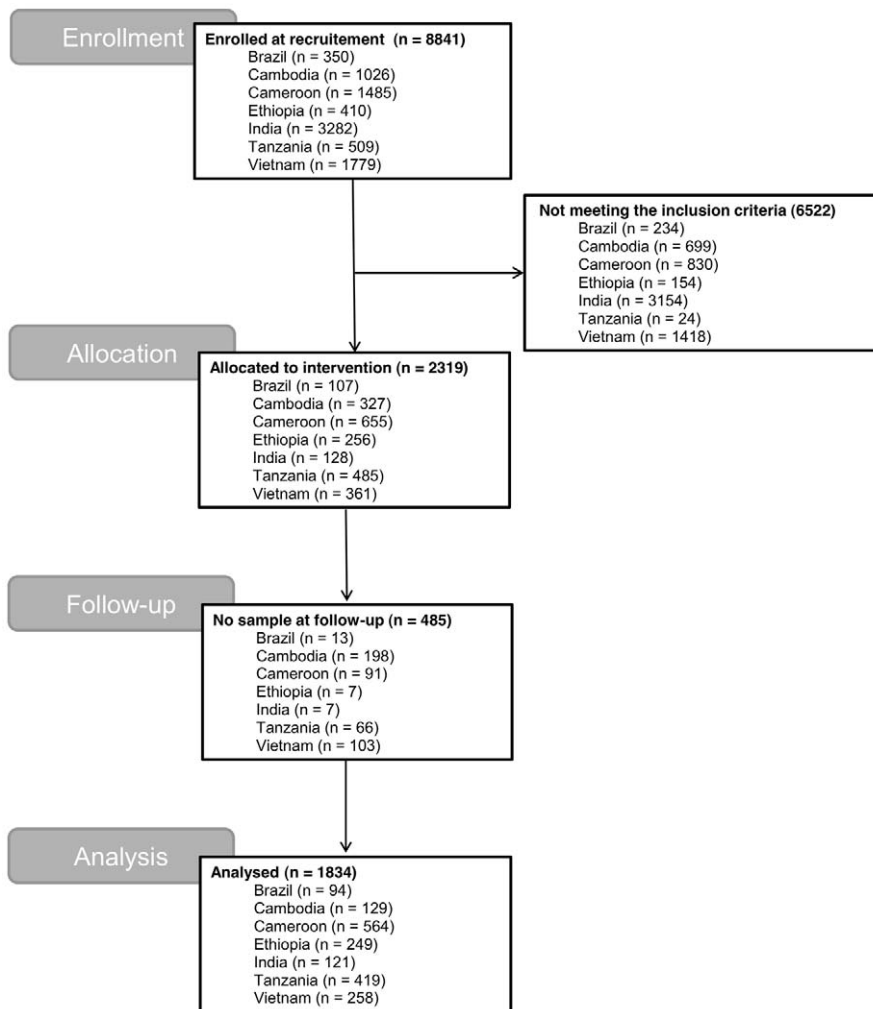 Enrollment
Enrolled at recruitement (n = 8841)
Brazil (n = 350)
Cambodia (n = 1026)
Cameroon (n = 1485)
Ethiopia (n = 410)
India (n = 3282)
Tanzania (n = 509)
Vietnam (n = 1779)
Not meeting the inclusion criteria (6522)
Brazil (n = 234)
Cambodia (n = 699)
Cameroon (n = 830)
Ethiopia (n = 154)
India (n = 3154)
Tanzania (n = 24)
Vietnam (n = 1418)
Allocation
Allocated to intervention (n = 2319)
Brazil (n = 107)
Cambodia (n = 327)
Cameroon (n = 655)
Ethiopia (n = 256)
India (n = 128)
Tanzania (n = 485)
Vietnam (n = 361)
Follow-up
No sample at follow-up (n = 485)
Brazil (n = 13)
Cambodia (n = 198)
Cameroon (n = 91)
Ethiopia (n = 7)
India (n = 7)
Tanzania (n = 66)
Vietnam (n = 103)
Analysis
Analysed (n = 1834)
Brazil (n = 94)
Cambodia (n = 129)
Cameroon (n = 564)
Ethiopia (n = 249)
India (n = 121)
Tanzania (n = 419)
Vietnam (n = 258)